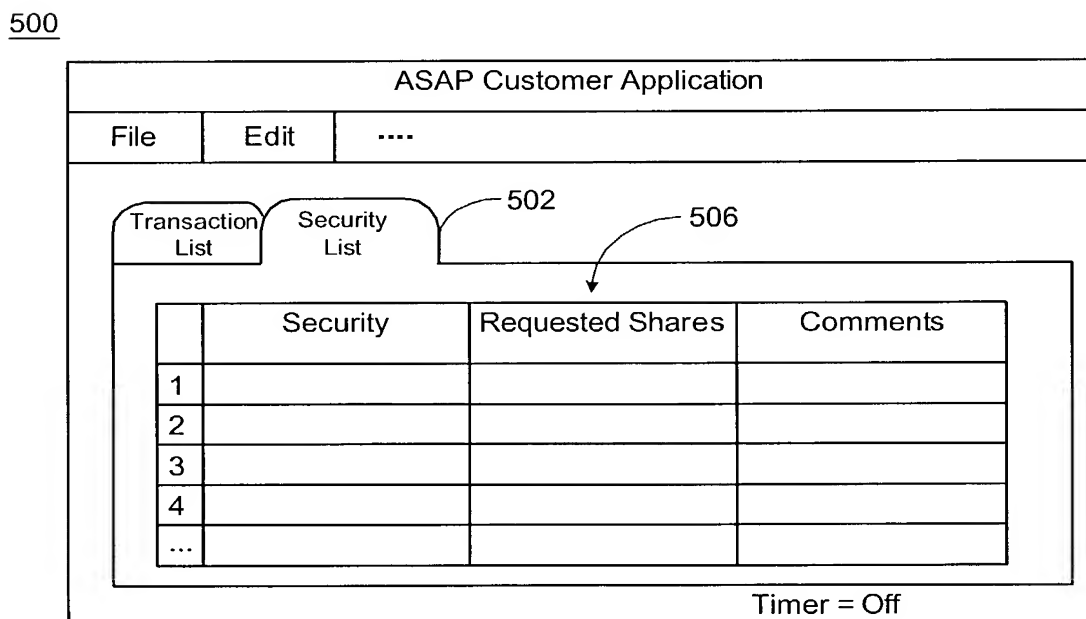 500
ASAP Customer Application
File Edit ....
502
506
Transaction List
Security List
Security Requested Shares Comments
1
2
3
4
...
Timer = Off